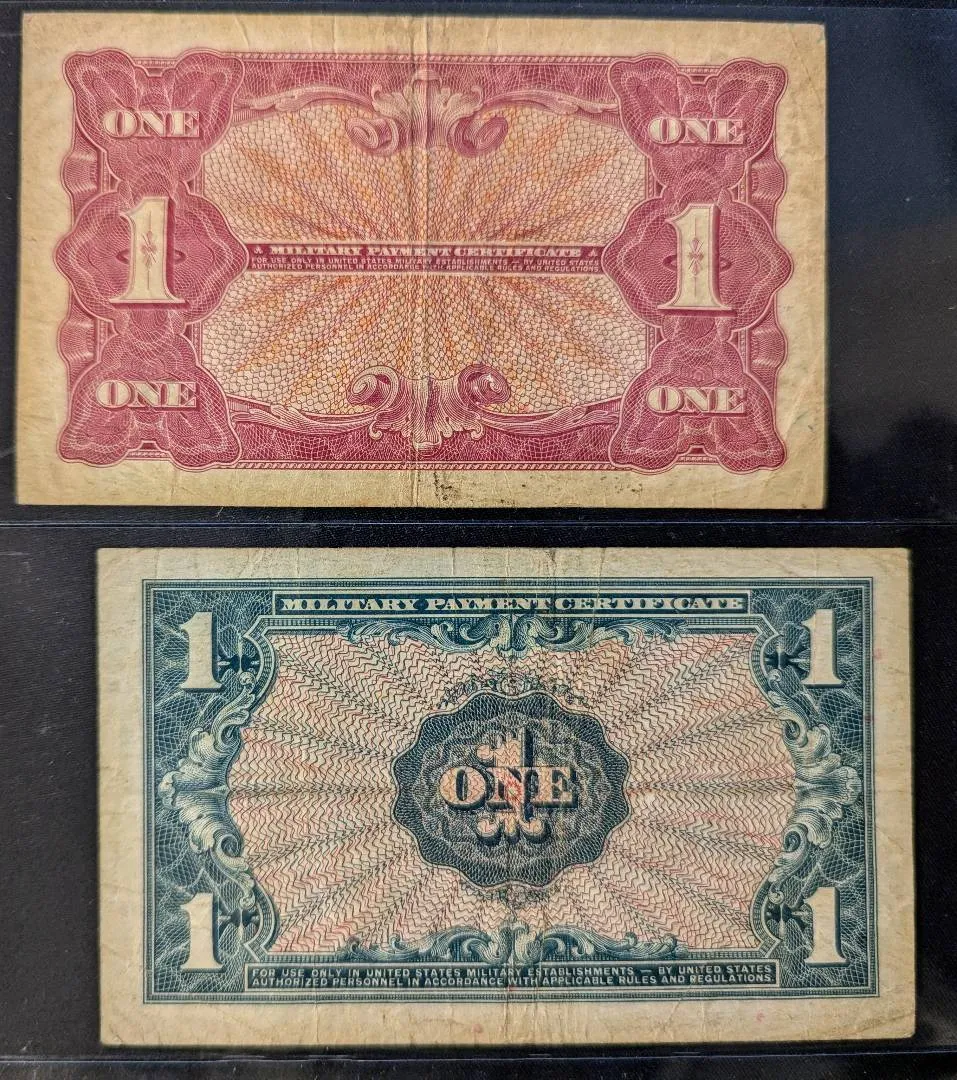 ONE ONE
1 1
MILITARY PAYMENT CERTIFICATE
FOR USE ONLY IN UNITED STATES MILITARY ESTABLISHMENTS — BY UNITED STATES
AUTHORIZED PERSONNEL IN ACCORDANCE WITH APPLICABLE RULES AND REGULATIONS.
ONE ONE
MILITARY PAYMENT CERTIFICATE
1 1
1
ONE
1 1
FOR USE ONLY IN UNITED STATES MILITARY ESTABLISHMENTS — BY UNITED STATES
AUTHORIZED PERSONNEL IN ACCORDANCE WITH APPLICABLE RULES AND REGULATIONS.